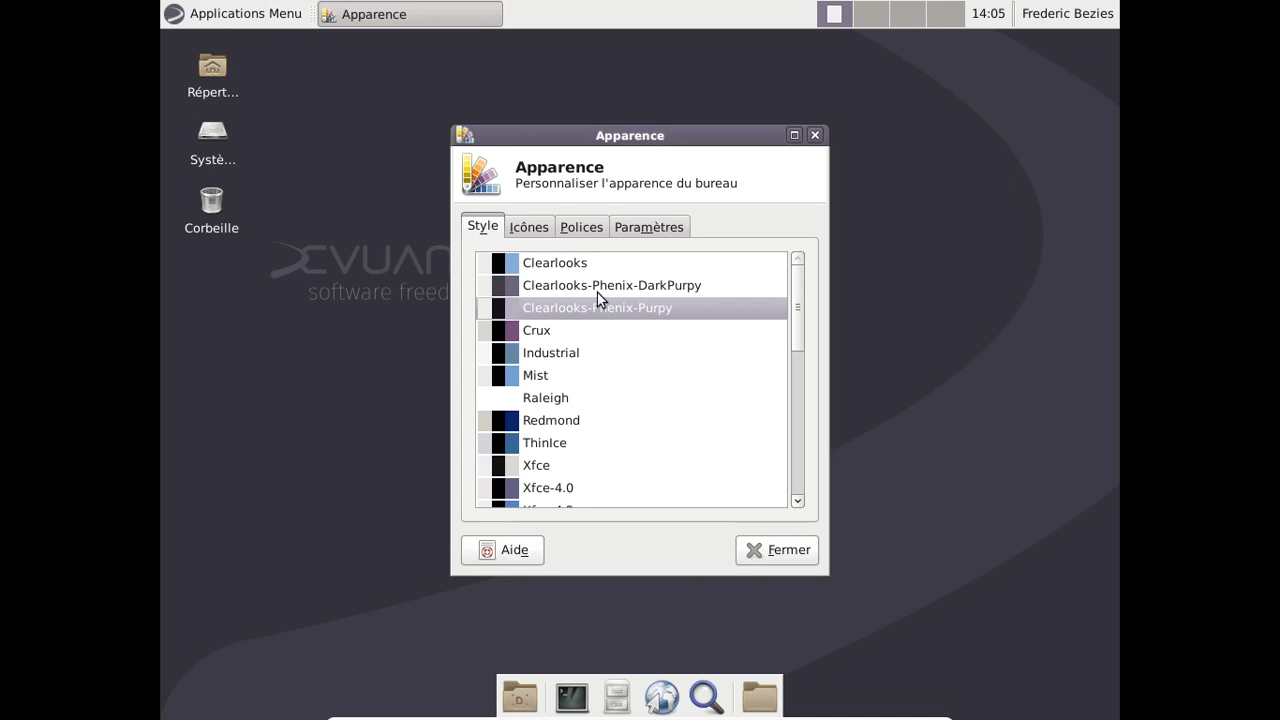 Applications Menu
Apparence
14:05
Frederic Bezies
Répert...
Systè...
Corbeille
EVUAN
software freed
Apparence
Apparence
Personnaliser l'apparence du bureau
Style
Icônes
Polices
Paramètres
Clearlooks
Clearlooks-Phenix-DarkPurpy
Clearlooks-Phenix-Purpy
Crux
Industrial
Mist
Raleigh
Redmond
ThinIce
Xfce
Xfce-4.0
Aide
Fermer